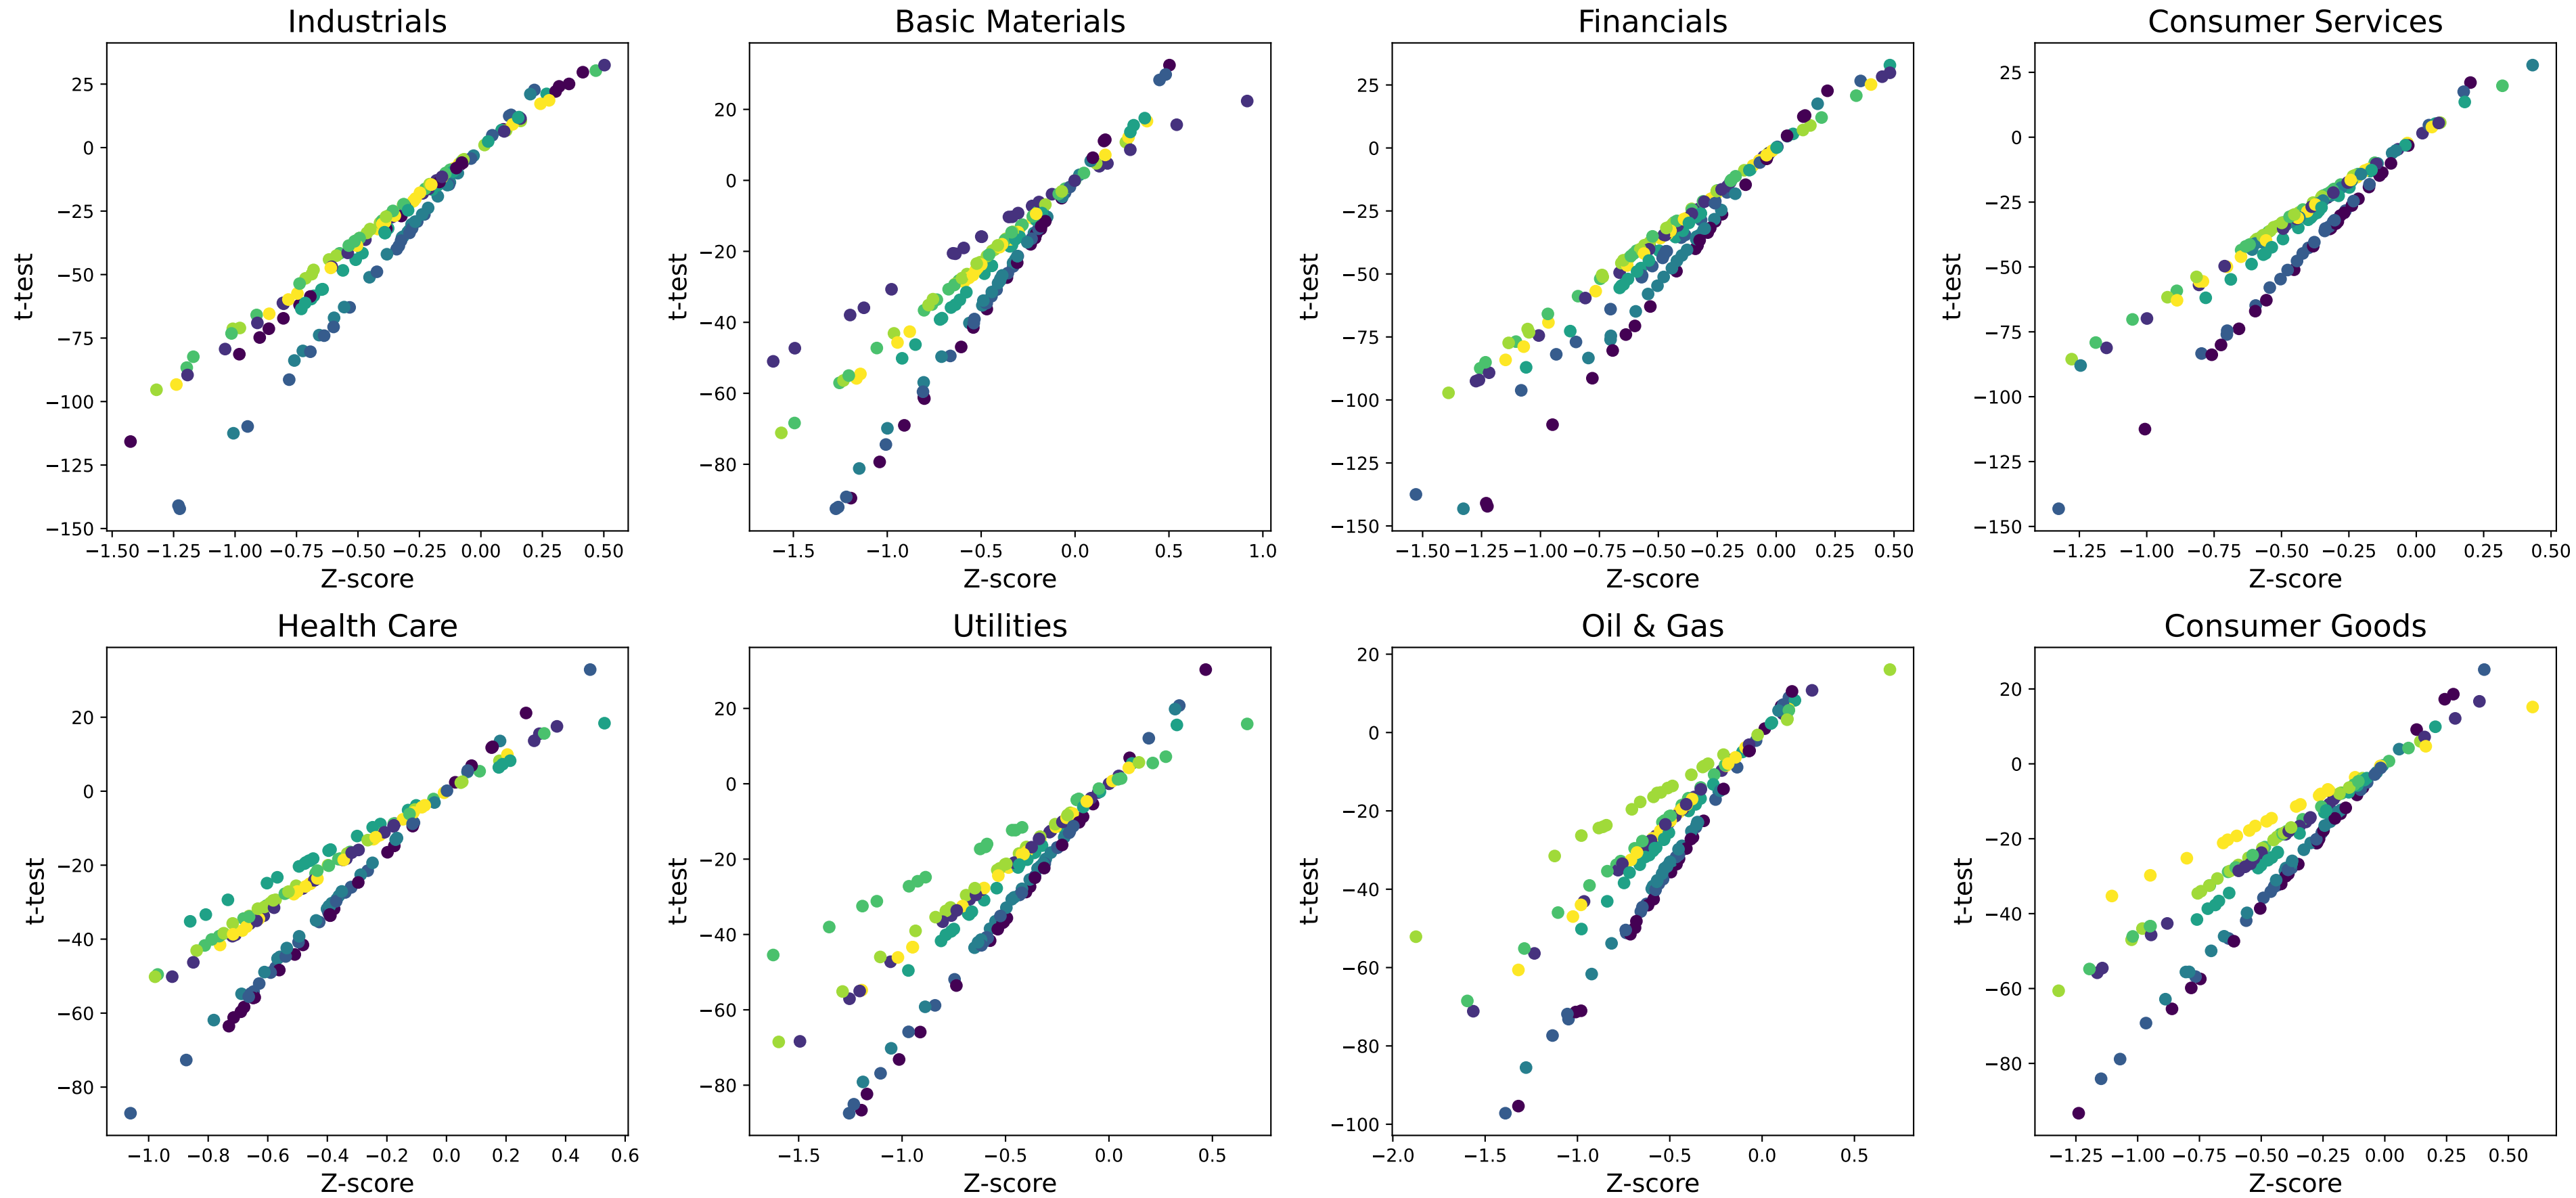 Industrials
Basic Materials
Financials
Consumer Services
t-test
25
0
−25
−50
−75
−100
−125
−150
−1.50 −1.25 −1.00 −0.75 −0.50 −0.25 0.00 0.25 0.50
Z-score
t-test
20
0
−20
−40
−60
−80
−1.5 −1.0 −0.5 0.0 0.5 1.0
Z-score
t-test
25
0
−25
−50
−75
−100
−125
−150
−1.50 −1.25 −1.00 −0.75 −0.50 −0.25 0.00 0.25 0.50
Z-score
t-test
25
0
−25
−50
−75
−100
−125
−150
−1.25 −1.00 −0.75 −0.50 −0.25 0.00 0.25 0.50
Z-score
Health Care
Utilities
Oil & Gas
Consumer Goods
t-test
20
0
−20
−40
−60
−80
−1.0 −0.8 −0.6 −0.4 −0.2 0.0 0.2 0.4 0.6
Z-score
t-test
20
0
−20
−40
−60
−80
−1.5 −1.0 −0.5 0.0 0.5
Z-score
t-test
20
0
−20
−40
−60
−80
−100
−2.0 −1.5 −1.0 −0.5 0.0 0.5
Z-score
t-test
20
0
−20
−40
−60
−80
−1.25 −1.00 −0.75 −0.50 −0.25 0.00 0.25 0.50
Z-score